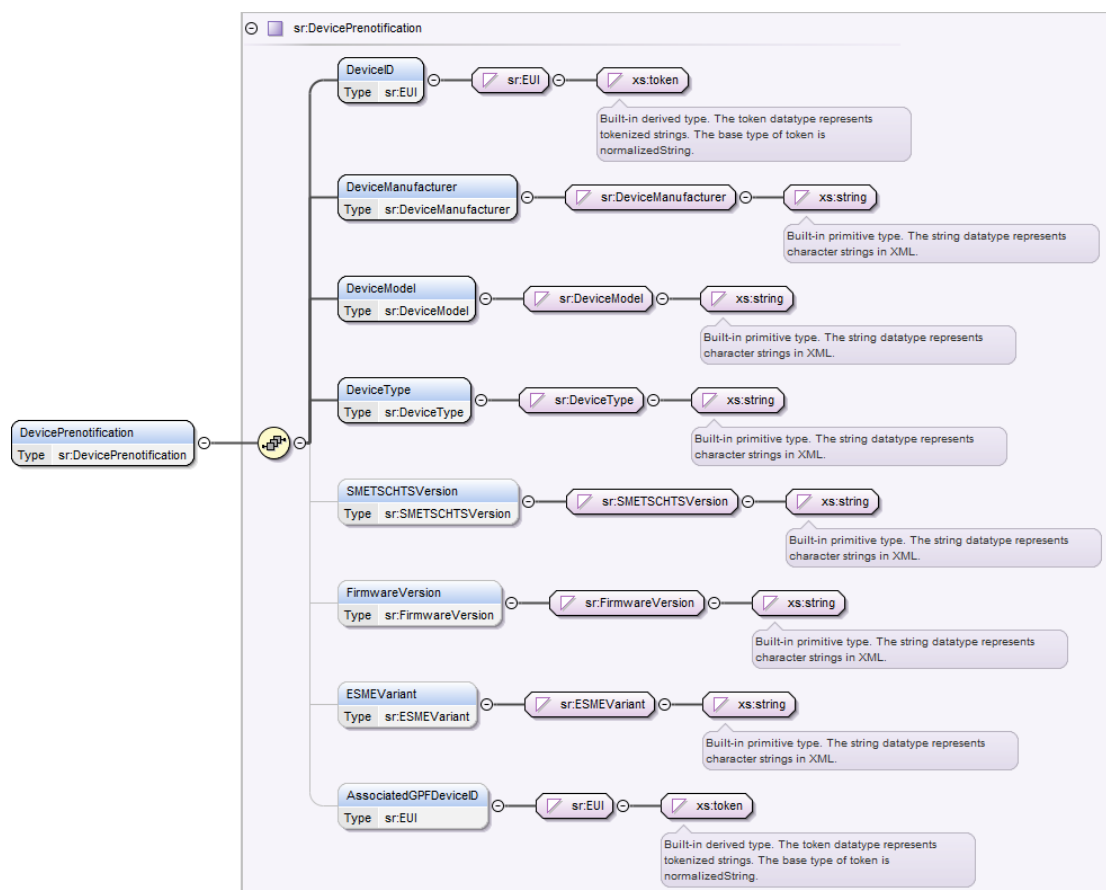 sr:DevicePrenotification
DeviceID
Type sr:EUI
sr:EUI
xs:token
Built-in derived type. The token datatype represents
tokenized strings. The base type of token is
normalizedString.
DeviceManufacturer
Type sr:DeviceManufacturer
sr:DeviceManufacturer
xs:string
Built-in primitive type. The string datatype represents
character strings in XML.
DeviceModel
Type sr:DeviceModel
sr:DeviceModel
xs:string
Built-in primitive type. The string datatype represents
character strings in XML.
DeviceType
Type sr:DeviceType
sr:DeviceType
xs:string
Built-in primitive type. The string datatype represents
character strings in XML.
DevicePrenotification
Type sr:DevicePrenotification
SMETSCHTSVersion
Type sr:SMETSCHTSVersion
sr:SMETSCHTSVersion
xs:string
Built-in primitive type. The string datatype represents
character strings in XML.
FirmwareVersion
Type sr:FirmwareVersion
sr:FirmwareVersion
xs:string
Built-in primitive type. The string datatype represents
character strings in XML.
ESMEVariant
Type sr:ESMEVariant
sr:ESMEVariant
xs:string
Built-in primitive type. The string datatype represents
character strings in XML.
AssociatedGPFDeviceID
Type sr:EUI
sr:EUI
xs:token
Built-in derived type. The token datatype represents
tokenized strings. The base type of token is
normalizedString.